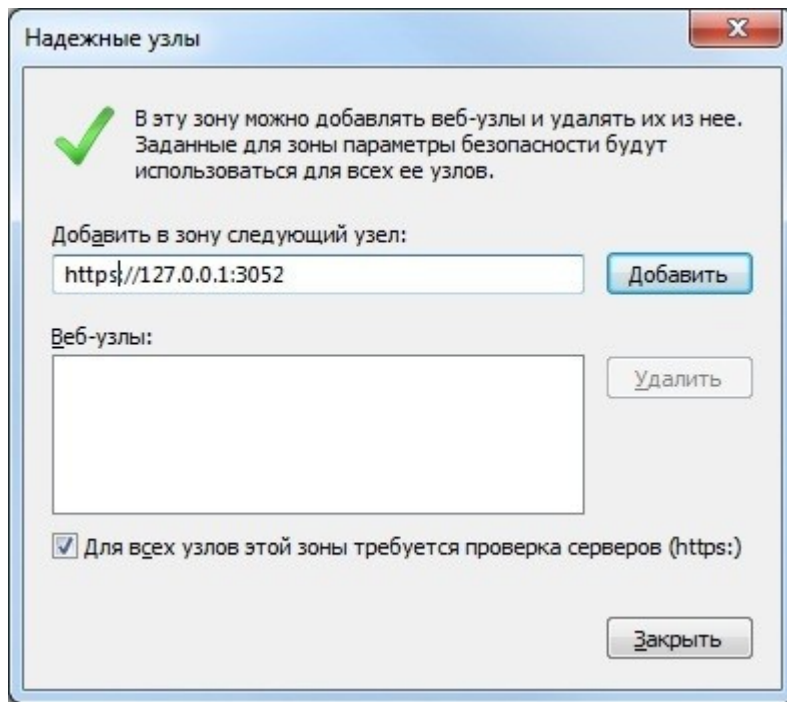 Надежные узлы
В эту зону можно добавлять веб-узлы и удалять их из нее.
Заданные для зоны параметры безопасности будут
использоваться для всех ее узлов.
Добавить в зону следующий узел:
https://127.0.0.1:3052
Добавить
Веб-узлы:
Удалить
Для всех узлов этой зоны требуется проверка серверов (https:)
Закрыть